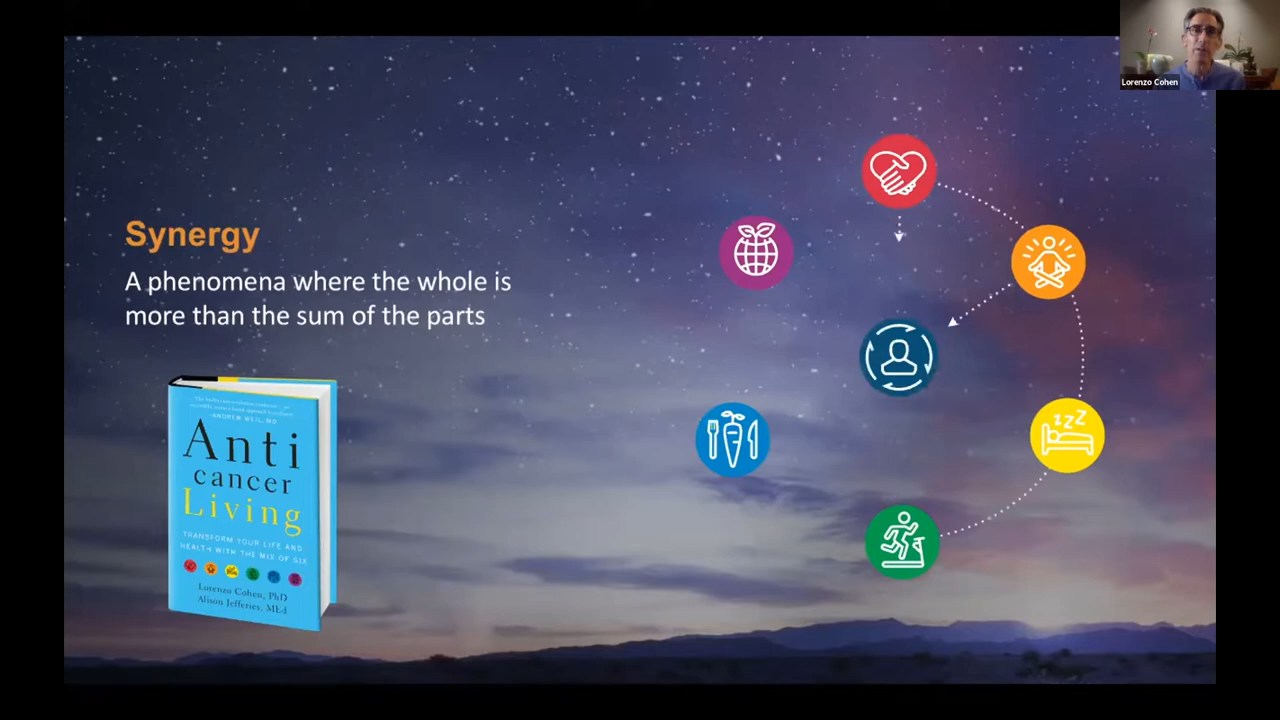 Lorenzo Cohen
Synergy
A phenomena where the whole is
more than the sum of the parts
ANDREW WEIL, MD
Anti
cancer
Living
TRANSFORM YOUR LIFE AND
HEALTH WITH THE MIX OF SIX
Lorenzo Cohen, PhD
Alison Jefferies, MEd
zzz